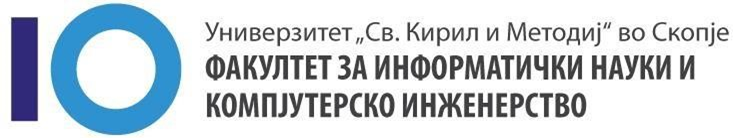 Универзитет „Св. Кирил и Методиј“ во Скопје
ФАКУЛТЕТ ЗА ИНФОРМАТИЧКИ НАУКИ И
КОМПЈУТЕРСКО ИНЖЕНЕРСТВО